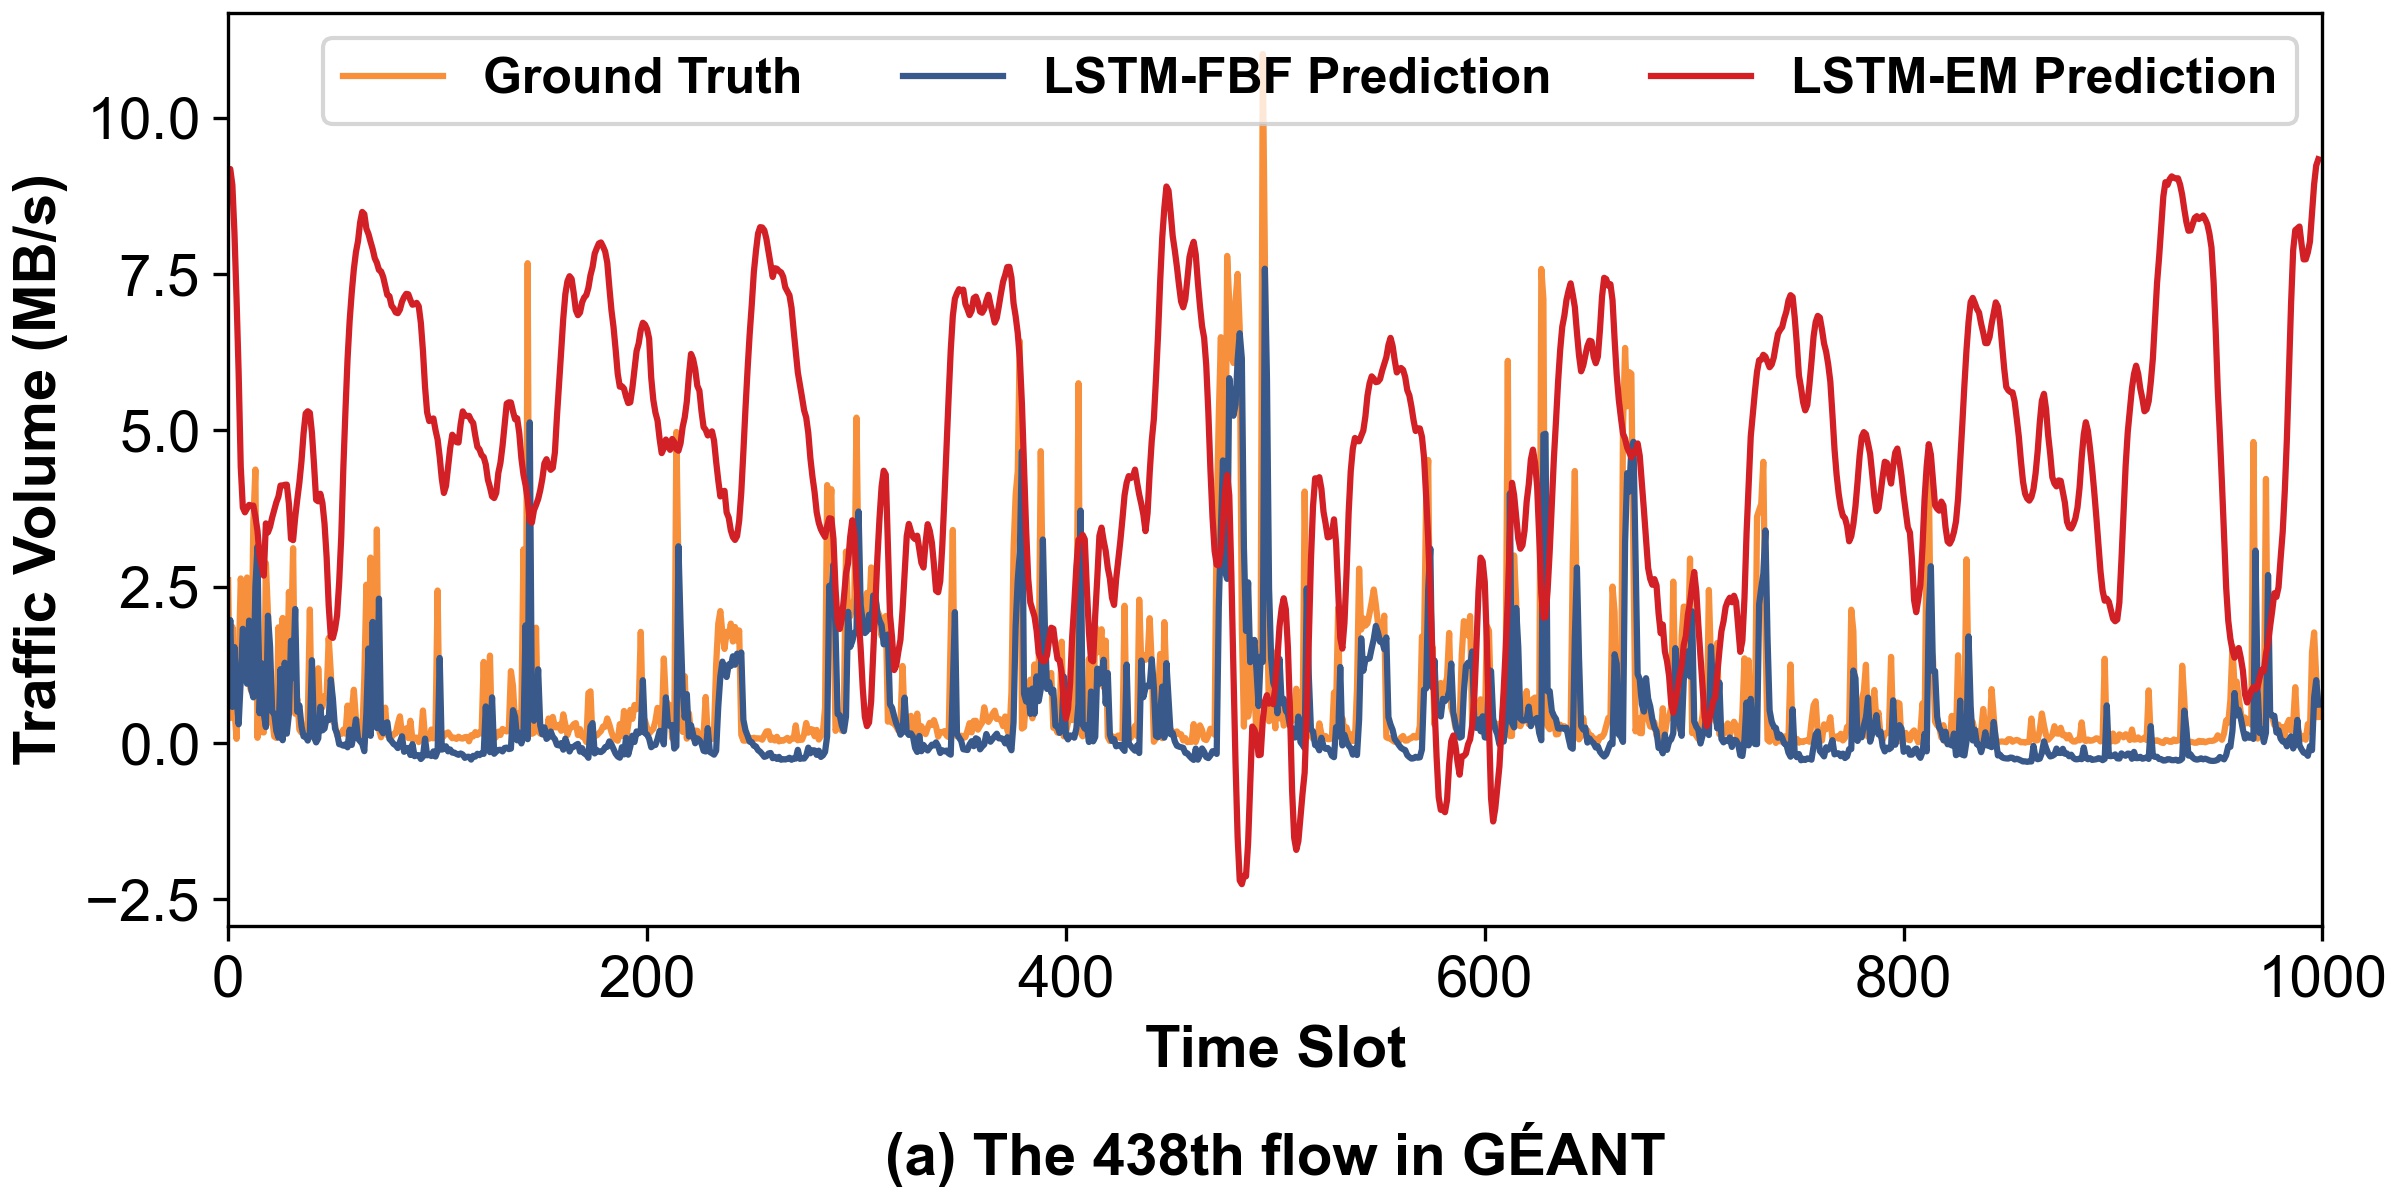 Ground Truth LSTM-FBF Prediction LSTM-EM Prediction
Traffic Volume (MB/s)
10.0
7.5
5.0
2.5
0.0
−2.5
0 200 400 600 800 1000
Time Slot
(a) The 438th flow in GÉANT